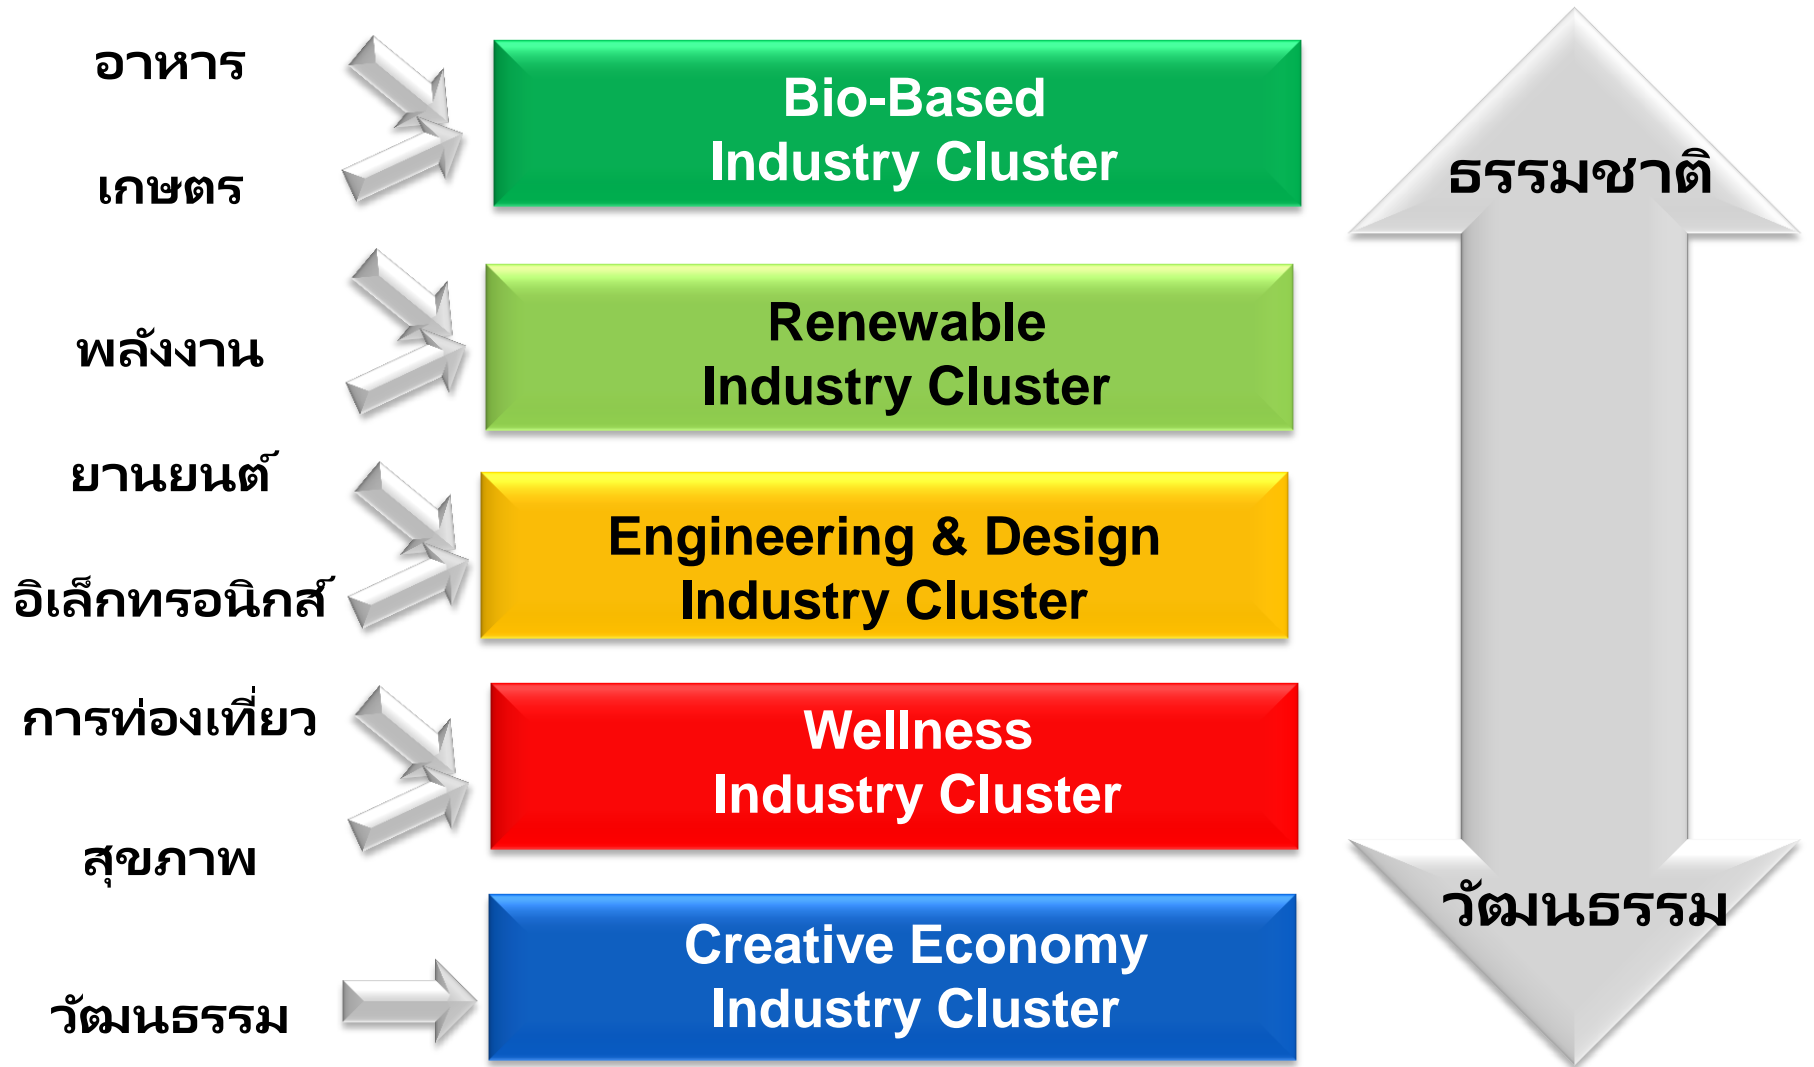 อาหาร
เกษตร
พลังงาน
ยานยนต์
อิเล็กทรอนิกส์
การท่องเที่ยว
สุขภาพ
วัฒนธรรม
Bio-Based
Industry Cluster
Renewable
Industry Cluster
Engineering & Design
Industry Cluster
Wellness
Industry Cluster
Creative Economy
Industry Cluster
ธรรมชาติ
วัฒนธรรม